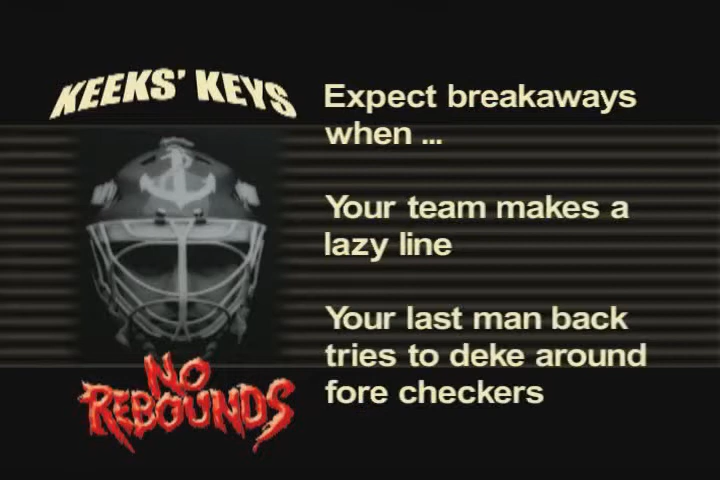 KEEKS' KEYS
Expect breakaways
when ...
Your team makes a
lazy line
Your last man back
tries to deke around
fore checkers
NO
REBOUNDS